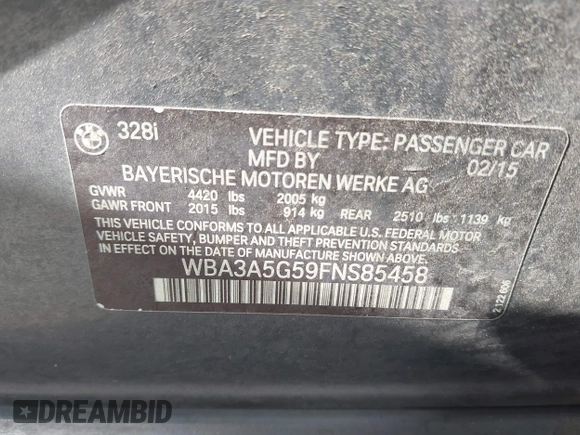 328i VEHICLE TYPE: PASSENGER CAR
MFD BY 02/15
BAYERISCHE MOTOREN WERKE AG
GVWR 4420 lbs 2005 kg
GAWR FRONT 2015 lbs 914 kg REAR 2510 lbs 1139 kg
THIS VEHICLE CONFORMS TO ALL APPLICABLE U.S. FEDERAL MOTOR
VEHICLE SAFETY, BUMPER AND THEFT PREVENTION STANDARDS
IN EFFECT ON THE DATE OF MANUFACTURE SHOWN ABOVE.
WBA3A5G59FNS85458
DREAMBID